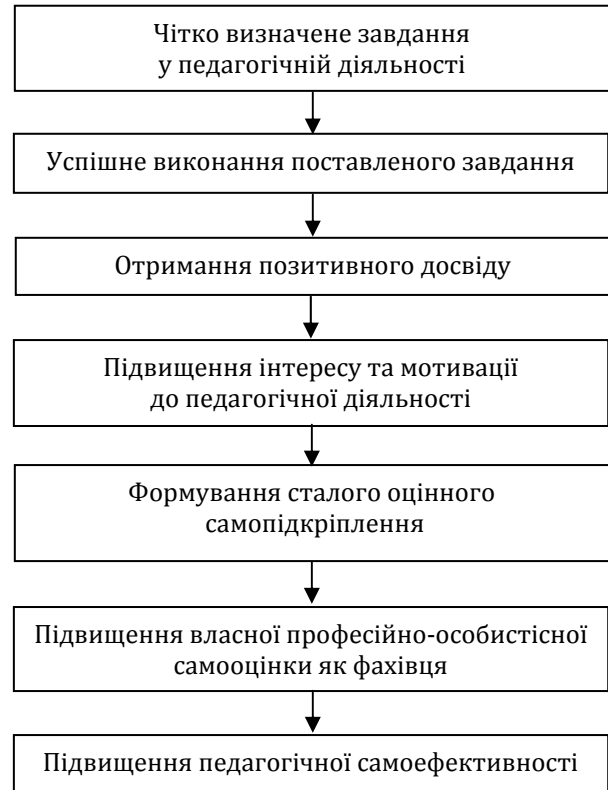 Чітко визначене завдання
у педагогічній діяльності
Успішне виконання поставленого завдання
Отримання позитивного досвіду
Підвищення інтересу та мотивації
до педагогічної діяльності
Формування сталого оцінного
самопідкріплення
Підвищення власної професійно-особистісної
самооцінки як фахівця
Підвищення педагогічної самоефективності